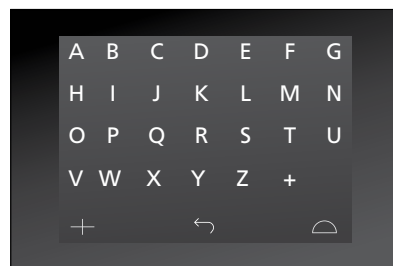 A B C D E F G
H I J K L M N
O P Q R S T U
V W X Y Z +